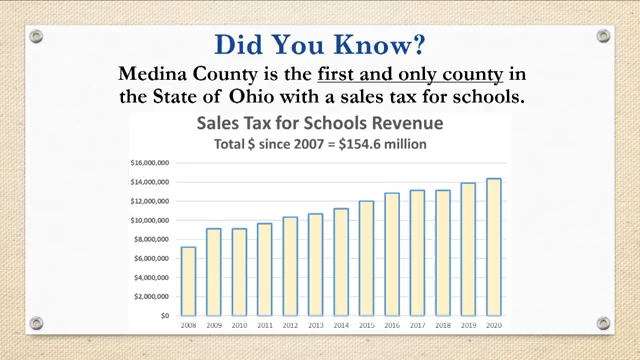 Did You Know?
Medina County is the first and only county in
the State of Ohio with a sales tax for schools.
Sales Tax for Schools Revenue
Total $ since 2007 = $154.6 million
$16,000,000
$14,000,000
$12,000,000
$10,000,000
$8,000,000
$6,000,000
$4,000,000
$2,000,000
$0
2008 2009 2010 2011 2012 2013 2014 2015 2016 2017 2018 2019 2020